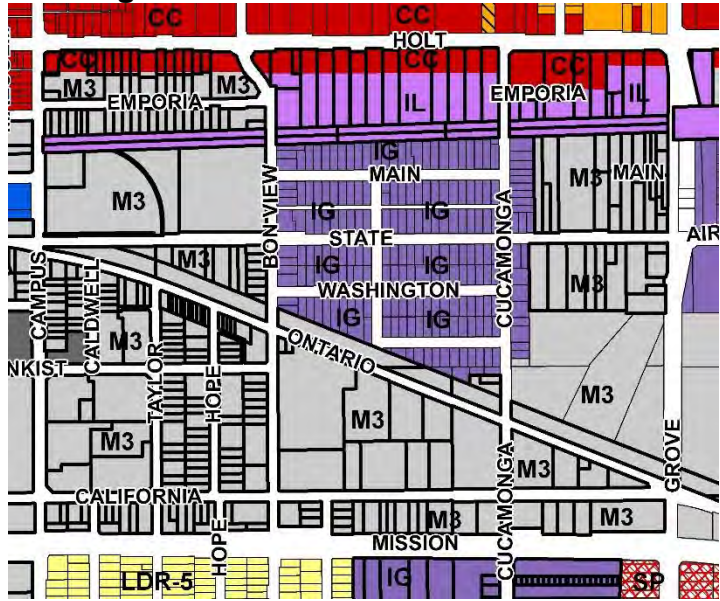 CC
CC
HOLT
CC
CC
CC
M3
M3
IL
EMPORIA
IL
EMPORIA
IG
MAIN
M3
MAIN
M3
IG
IG
CUCAMONGA
BON VIEW
STATE
AIR
M3
IG
IG
M3
WASHINGTON
IG
IG
CAMPUS
CALDWELL
M3
ONTARIO
NKIST
TAYLOR
HOPE
M3
M3
M3
M3
GROVE
CUCAMONGA
CALIFORNIA
M3
M3
HOPE
MISSION
LDR-5
IG
SP